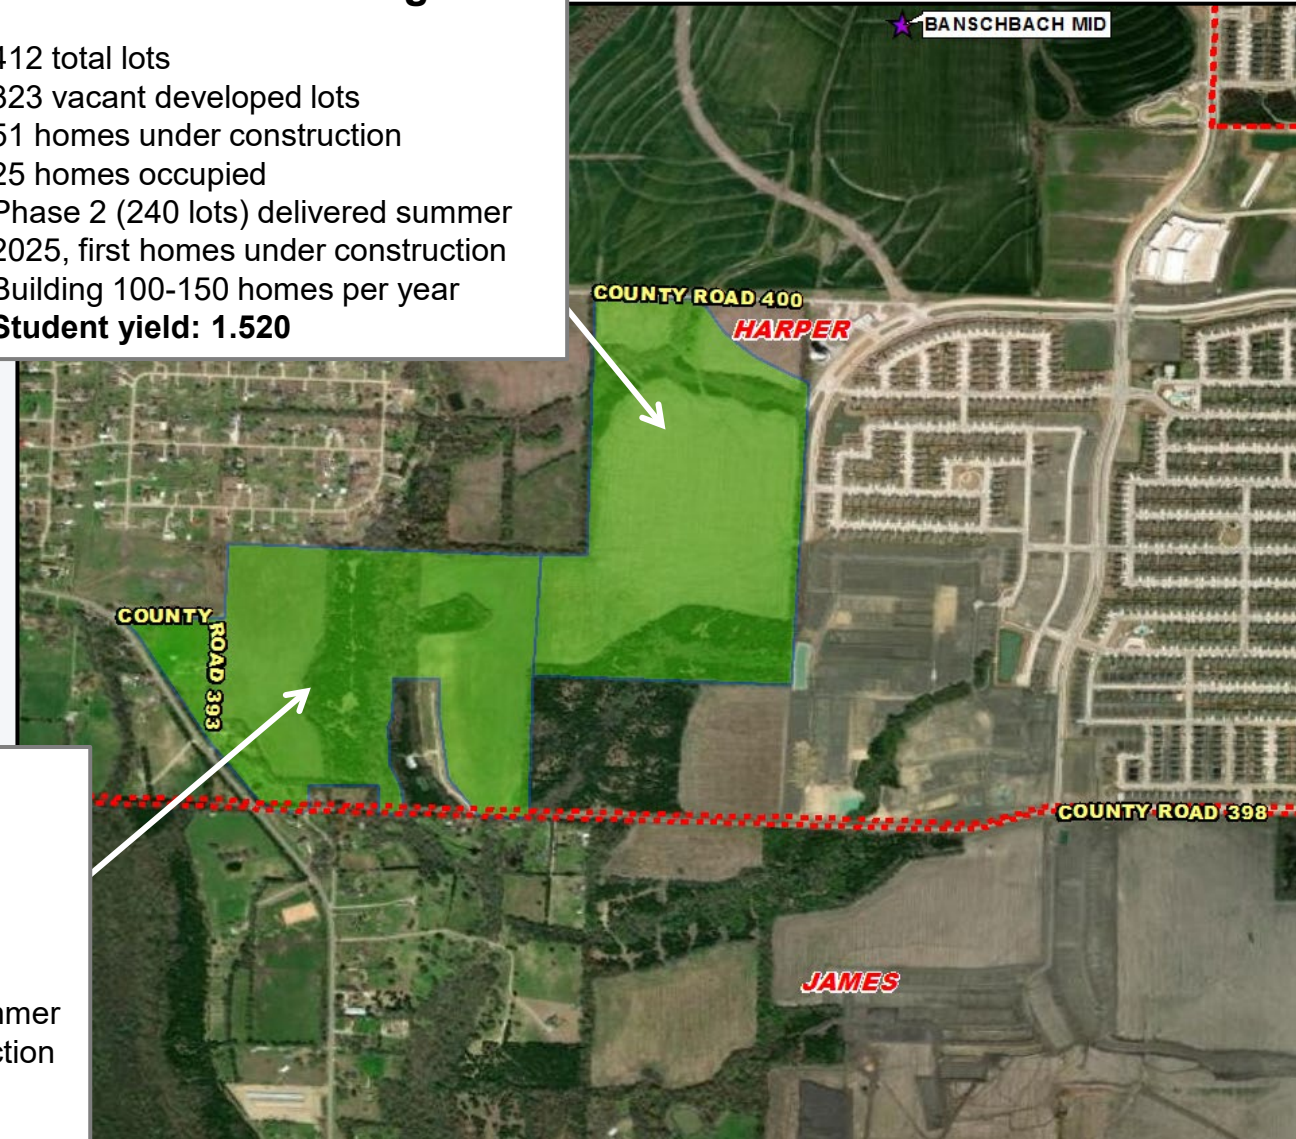 412 total lots
323 vacant developed lots
51 homes under construction
25 homes occupied
Phase 2 (240 lots) delivered summer
2025, first homes under construction
Building 100-150 homes per year
Student yield: 1.520
BANSCHBACH MID
COUNTY ROAD 400
HARPER
COUNTY
ROAD 393
COUNTY ROAD 398
JAMES